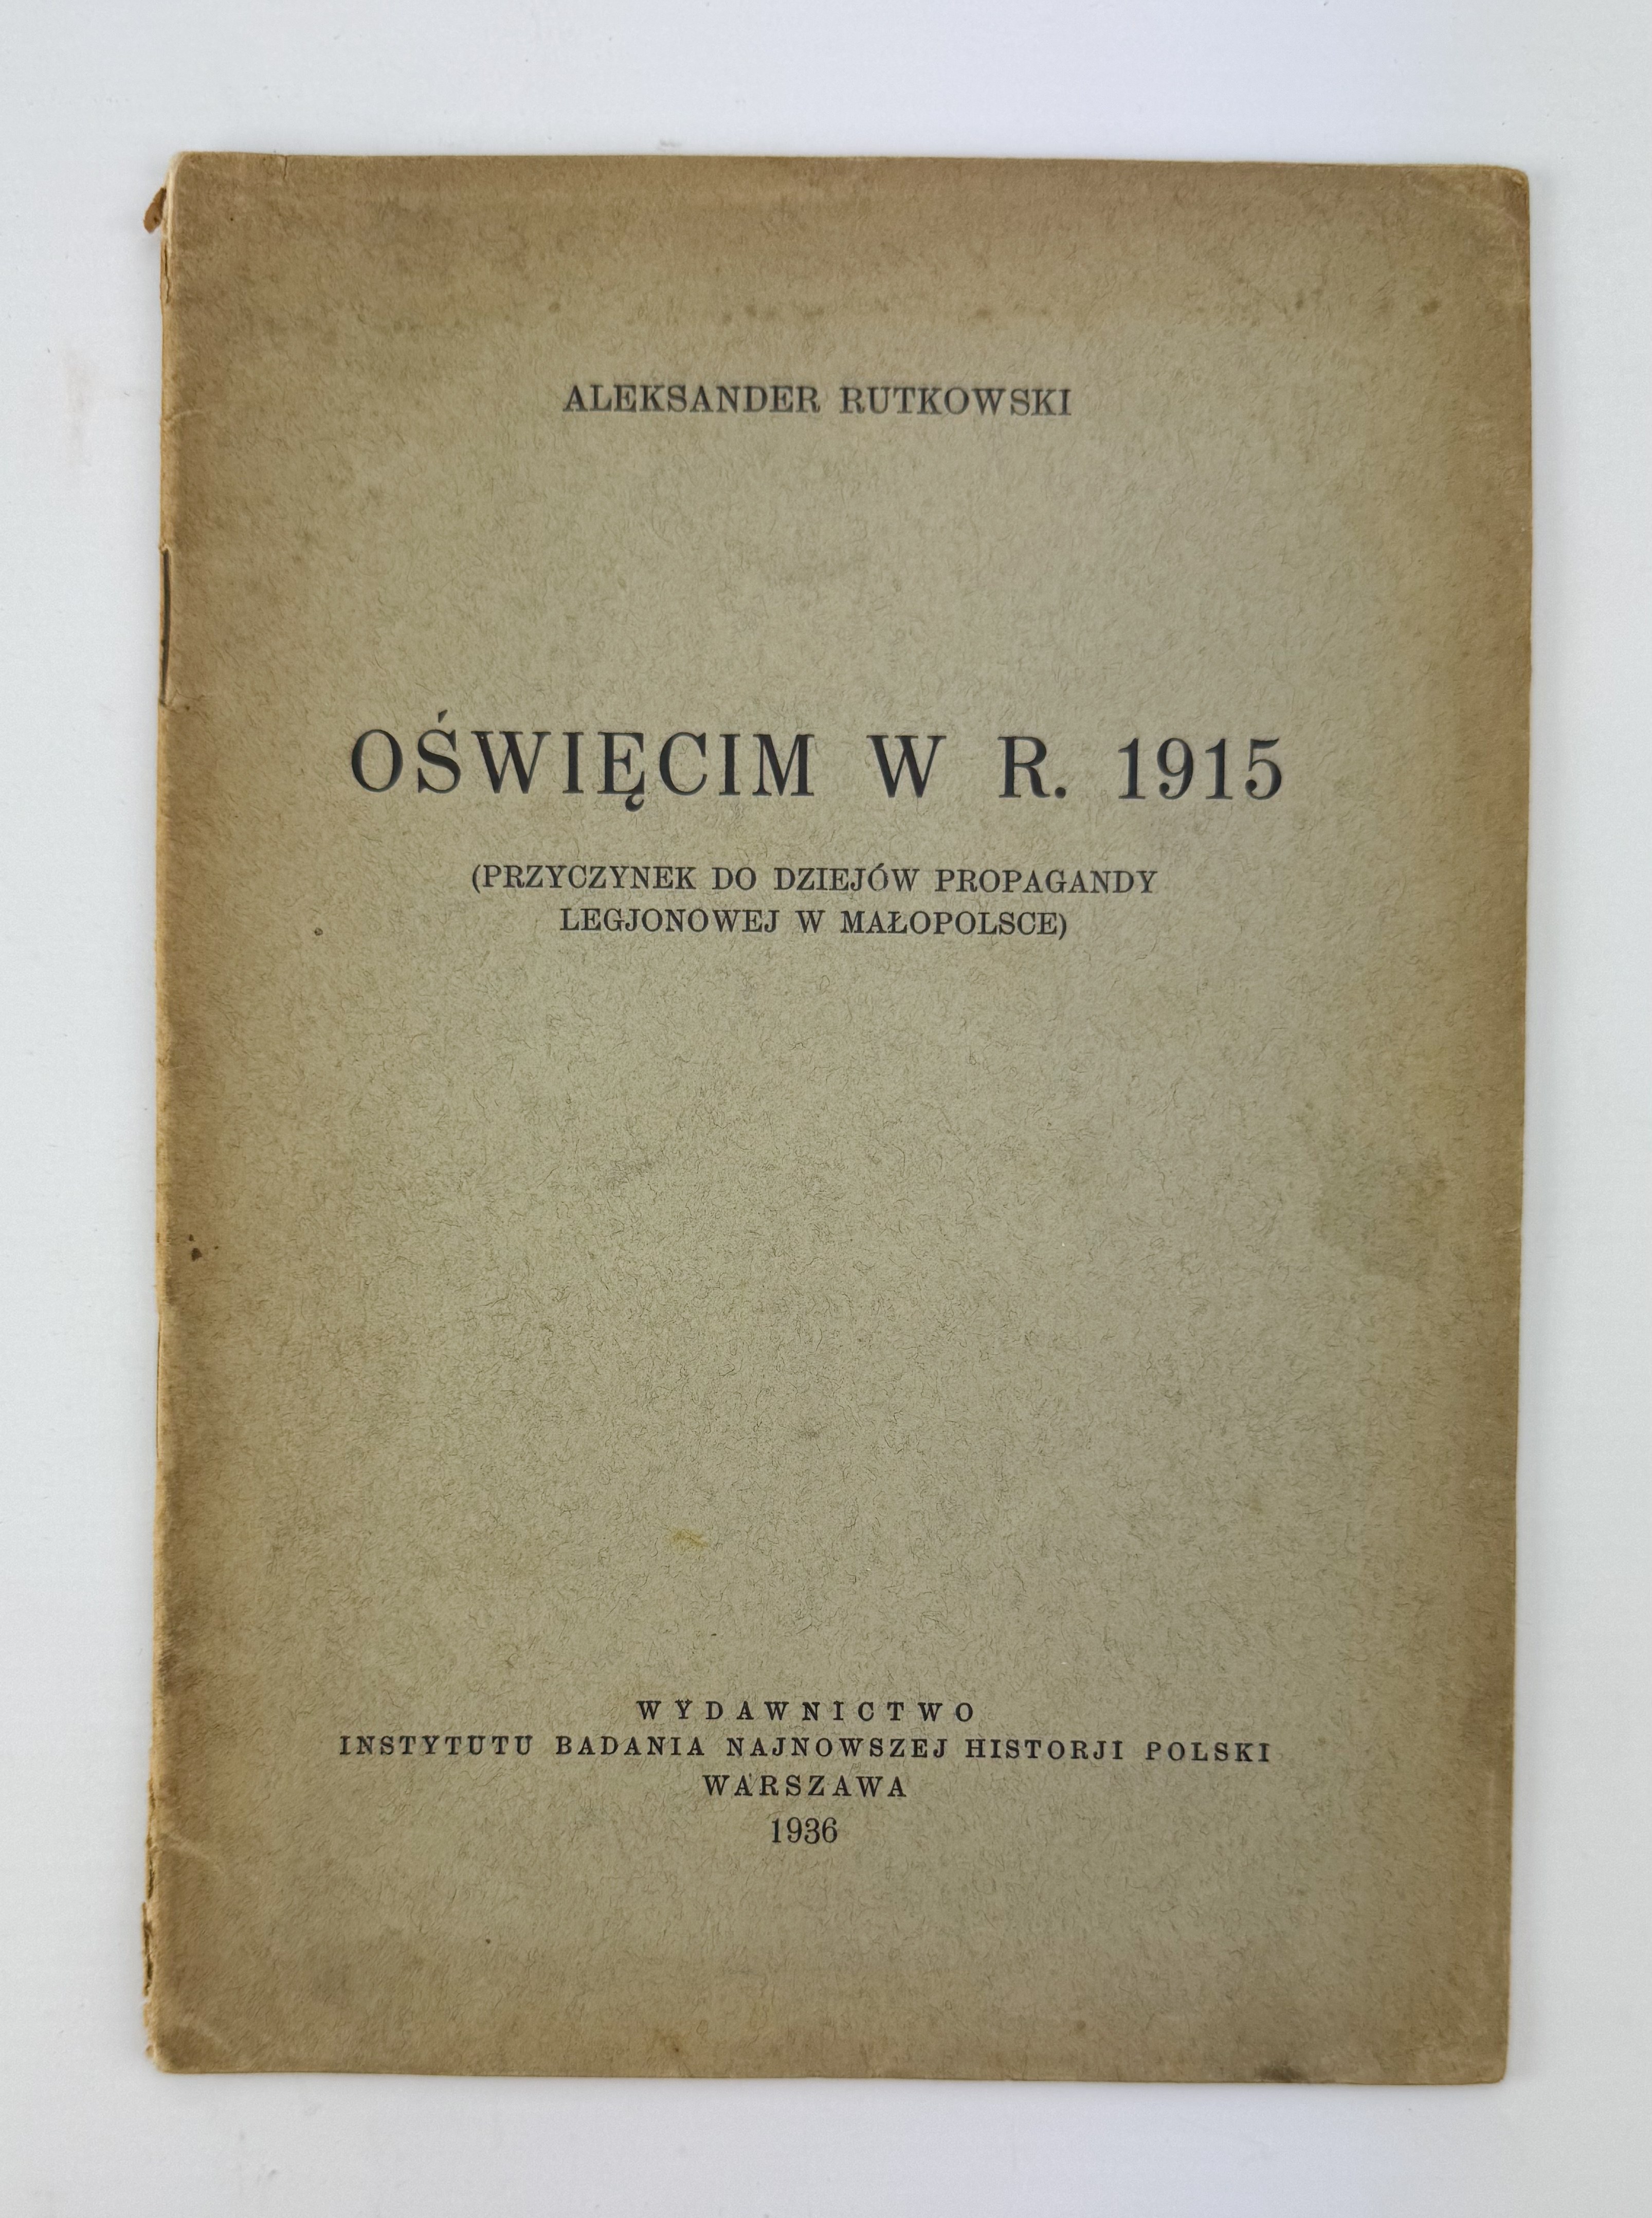 ALEKSANDER RUTKOWSKI
OŚWIĘCIM W R. 1915
(PRZYCZYNEK DO DZIEJÓW PROPAGANDY
LEGJONOWEJ W MAŁOPOLSCE)
WYDAWNICTWO
INSTYTUTU BADANIA NAJNOWSZEJ HISTORJI POLSKI
WARSZAWA
1936